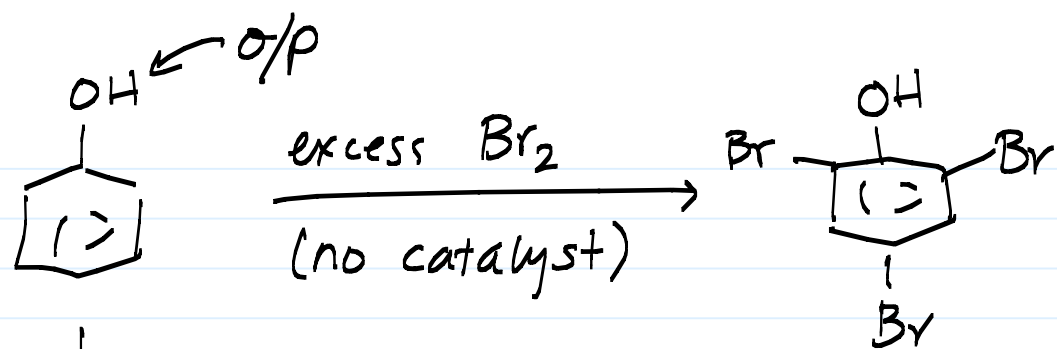 o/p
OH
excess Br₂
(no catalyst)
OH
Br
Br
Br